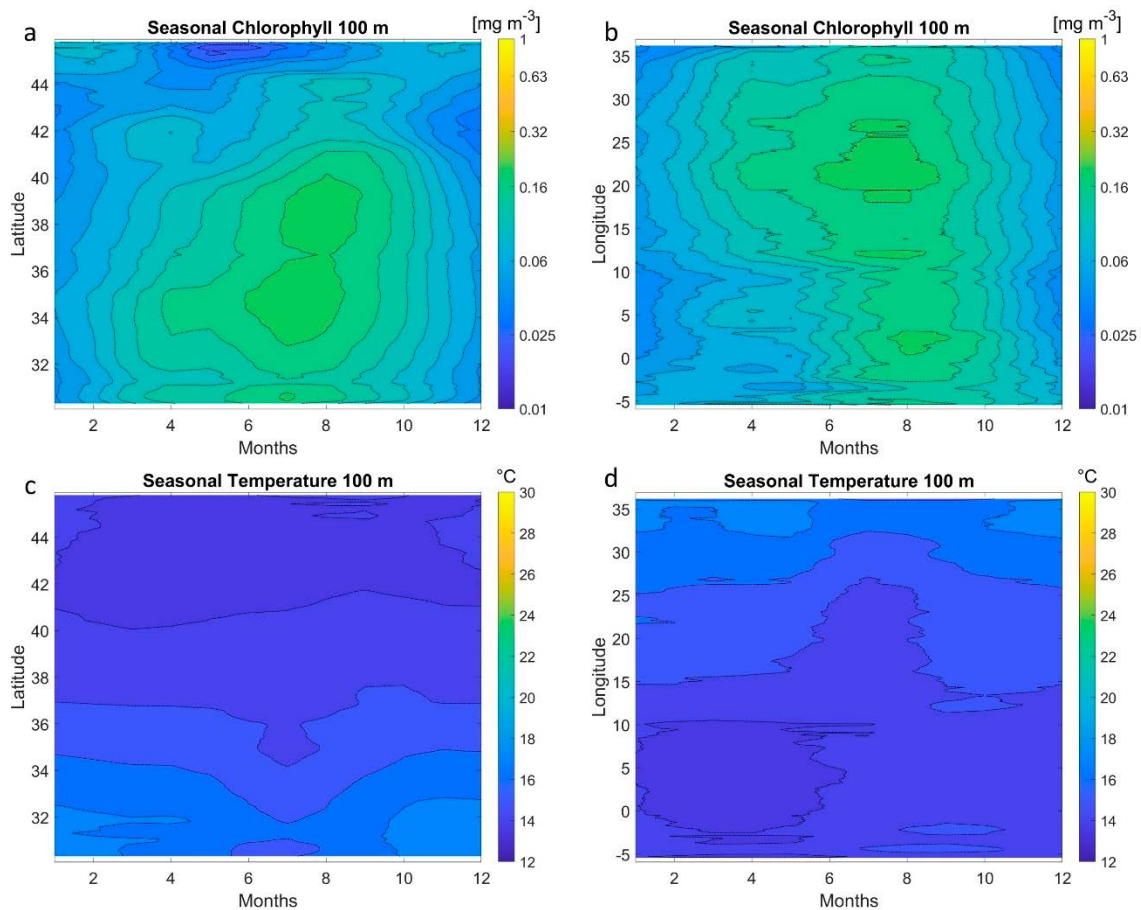 a
Seasonal Chlorophyll 100 m
[mg m-3]
Latitude
44
42
40
38
36
34
32
2 4 6 8 10 12
Months
1
0.63
0.32
0.16
0.06
0.025
0.01
b
Seasonal Chlorophyll 100 m
[mg m-3]
Longitude
35
30
25
20
15
10
5
0
-5
2 4 6 8 10 12
Months
1
0.63
0.32
0.16
0.06
0.025
0.01
c
Seasonal Temperature 100 m
°C
Latitude
44
42
40
38
36
34
32
2 4 6 8 10 12
Months
30
28
26
24
22
20
18
16
14
12
d
Seasonal Temperature 100 m
°C
Longitude
35
30
25
20
15
10
5
0
-5
2 4 6 8 10 12
Months
30
28
26
24
22
20
18
16
14
12